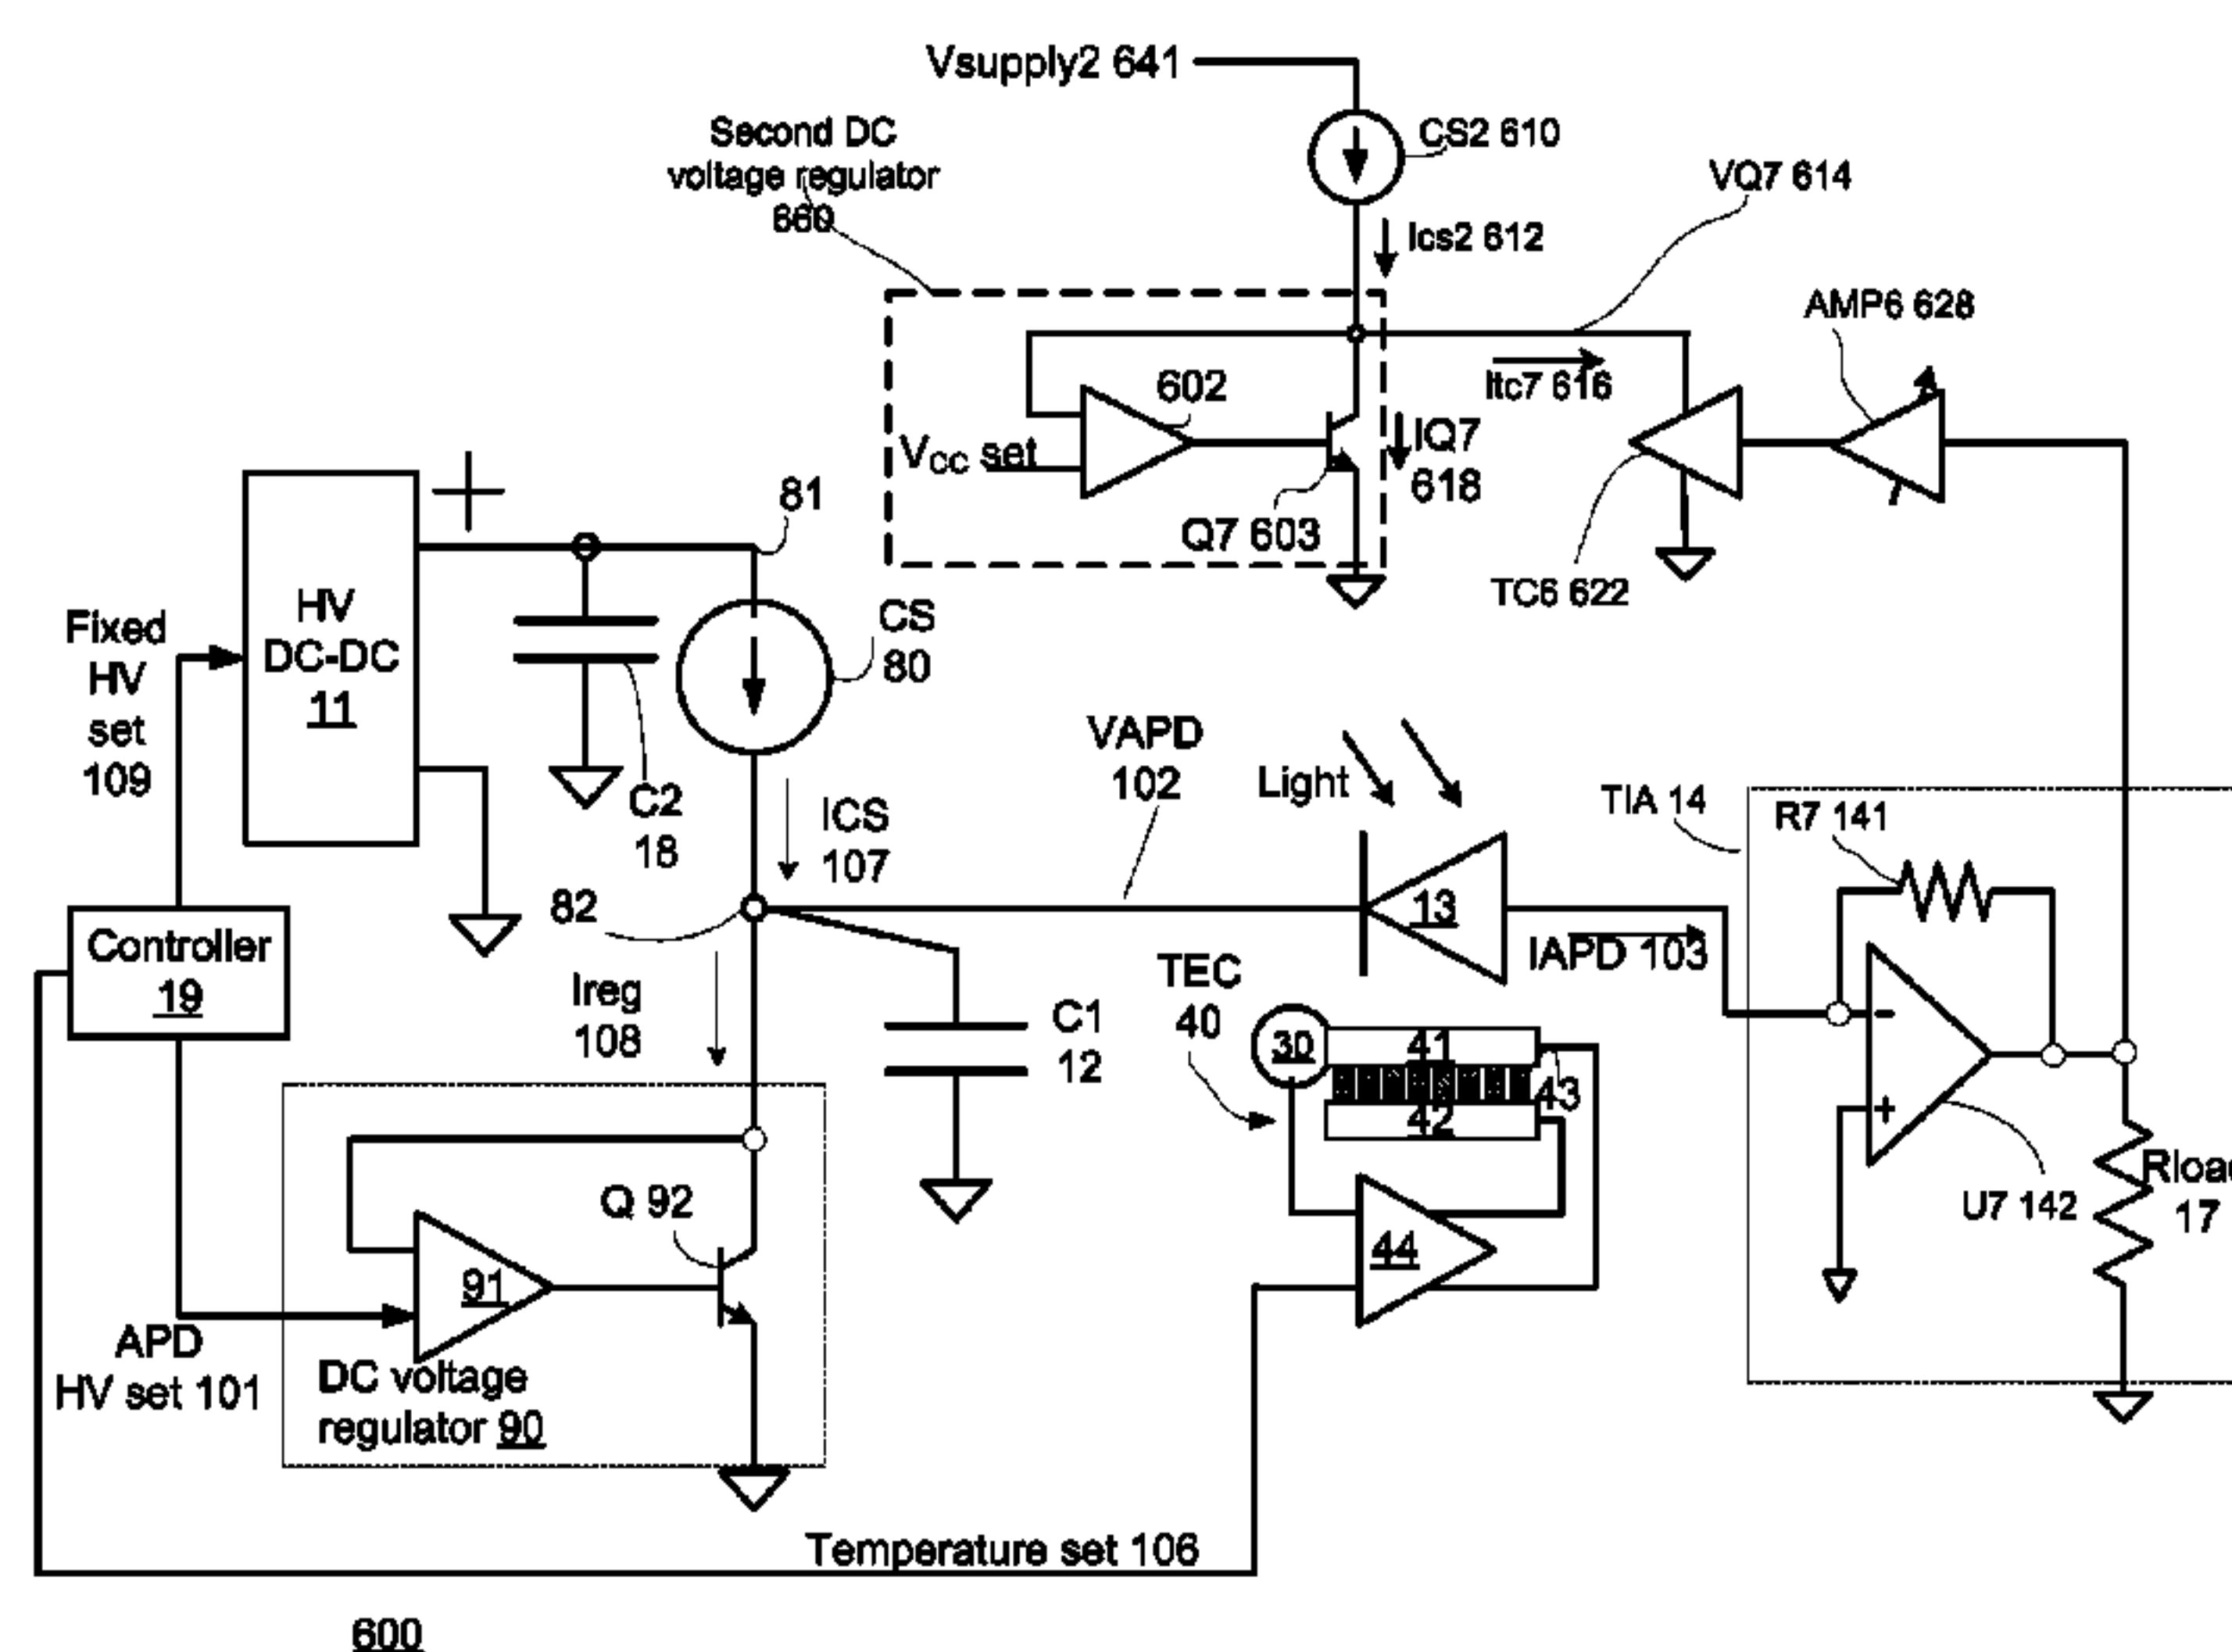 Vsupply2 641
Second DC
voltage regulator
660
CS2 610
VQ7 614
Ics2 612
AMP6 628
Itc7 616
602
VCC set
IQ7
618
Q7 603
TC6 622
81
HV
DC-DC
11
Fixed
HV
set
109
CS
80
C2
18
ICS
107
VAPD
102
Light
TIA 14
R7 141
82
13
IAPD 103
Controller
19
Ireg
108
C1
12
TEC
40
30
41
43
42
-
+
U7 142
17
Q 92
44
91
APD
HV set 101
DC voltage
regulator 90
Temperature set 106
600